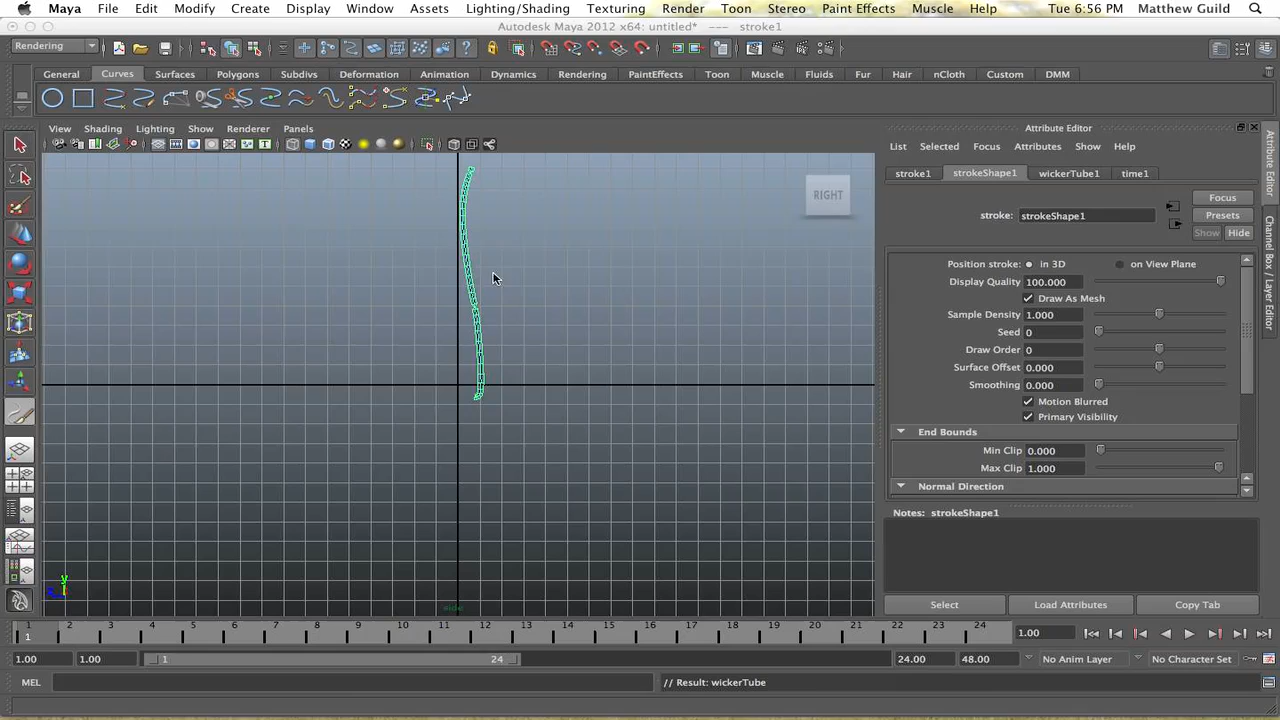 Maya File Edit Modify Create Display Window Assets Lighting/Shading Texturing Render Toon Stereo Paint Effects Muscle Help Tue 6:56 PM Matthew Guild
Autodesk Maya 2012 x64: untitled* --- stroke1
Rendering
General Curves Surfaces Polygons Subdivs Deformation Animation Dynamics Rendering PaintEffects Toon Muscle Fluids Fur Hair nCloth Custom DMM
View Shading Lighting Show Renderer Panels
Attribute Editor
List Selected Focus Attributes Show Help
stroke1 strokeShape1 wickerTube1 time1
RIGHT
Focus
stroke: strokeShape1 Presets
Show Hide
Position stroke: in 3D on View Plane
Display Quality 100.000
Draw As Mesh
Sample Density 1.000
Seed 0
Draw Order 0
Surface Offset 0.000
Smoothing 0.000
Motion Blurred
Primary Visibility
End Bounds
Min Clip 0.000
Max Clip 1.000
Normal Direction
Notes: strokeShape1
Select Load Attributes Copy Tab
Attribute Editor
Channel Box / Layer Editor
y
side
1 2 3 4 5 6 7 8 9 10 11 12 13 14 15 16 17 18 19 20 21 22 23 24
1 1.00
1.00 1.00 1 24 24.00 48.00 No Anim Layer No Character Set
MEL // Result: wickerTube